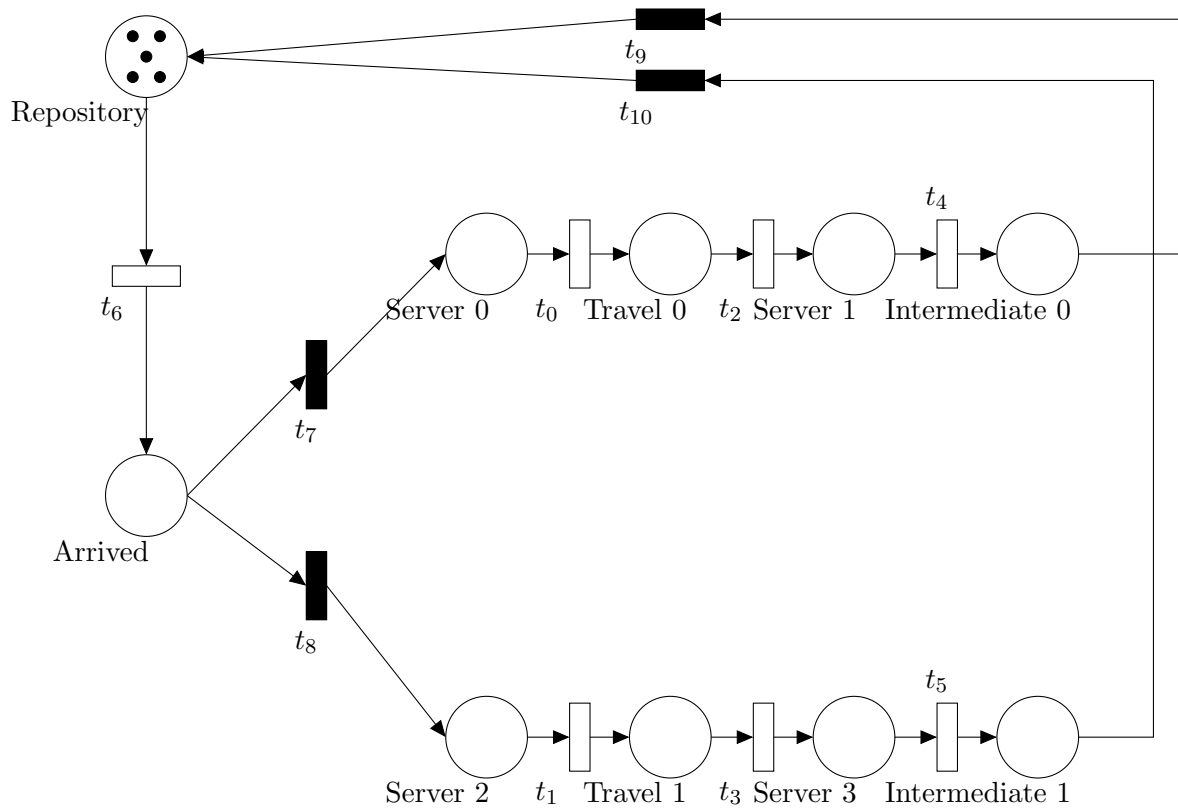 t9
Repository
t10
t4
t6
Server 0
t0
Travel 0
t2
Server 1
Intermediate 0
t7
Arrived
t8
t5
Server 2
t1
Travel 1
t3
Server 3
Intermediate 1